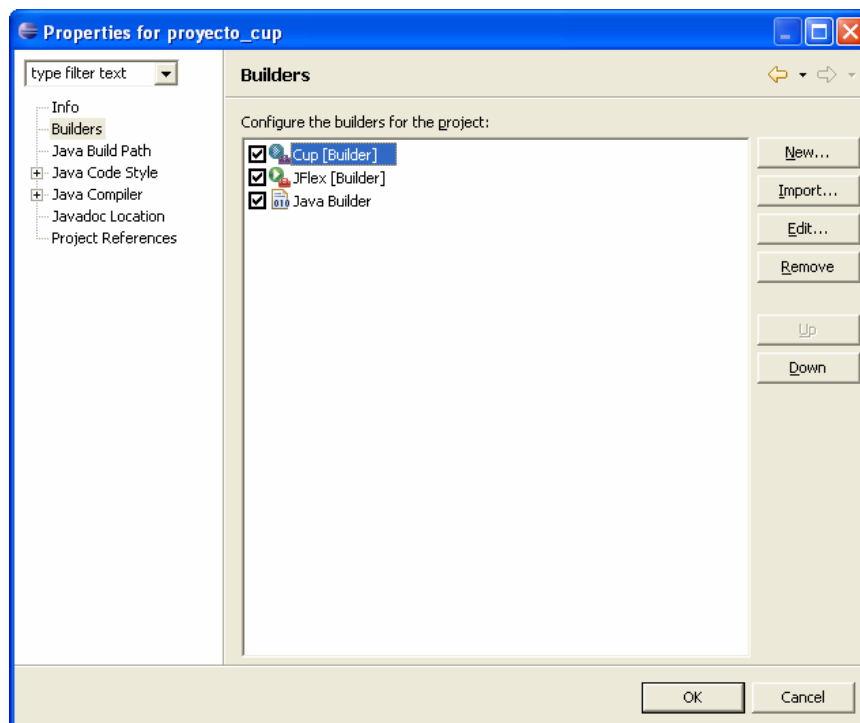 Properties for proyecto_cup
type filter text
Info
Builders
Java Build Path
Java Code Style
Java Compiler
Javadoc Location
Project References
Builders
Configure the builders for the project:
Cup [Builder]
JFlex [Builder]
010 Java Builder
New...
Import...
Edit...
Remove
Up
Down
OK
Cancel